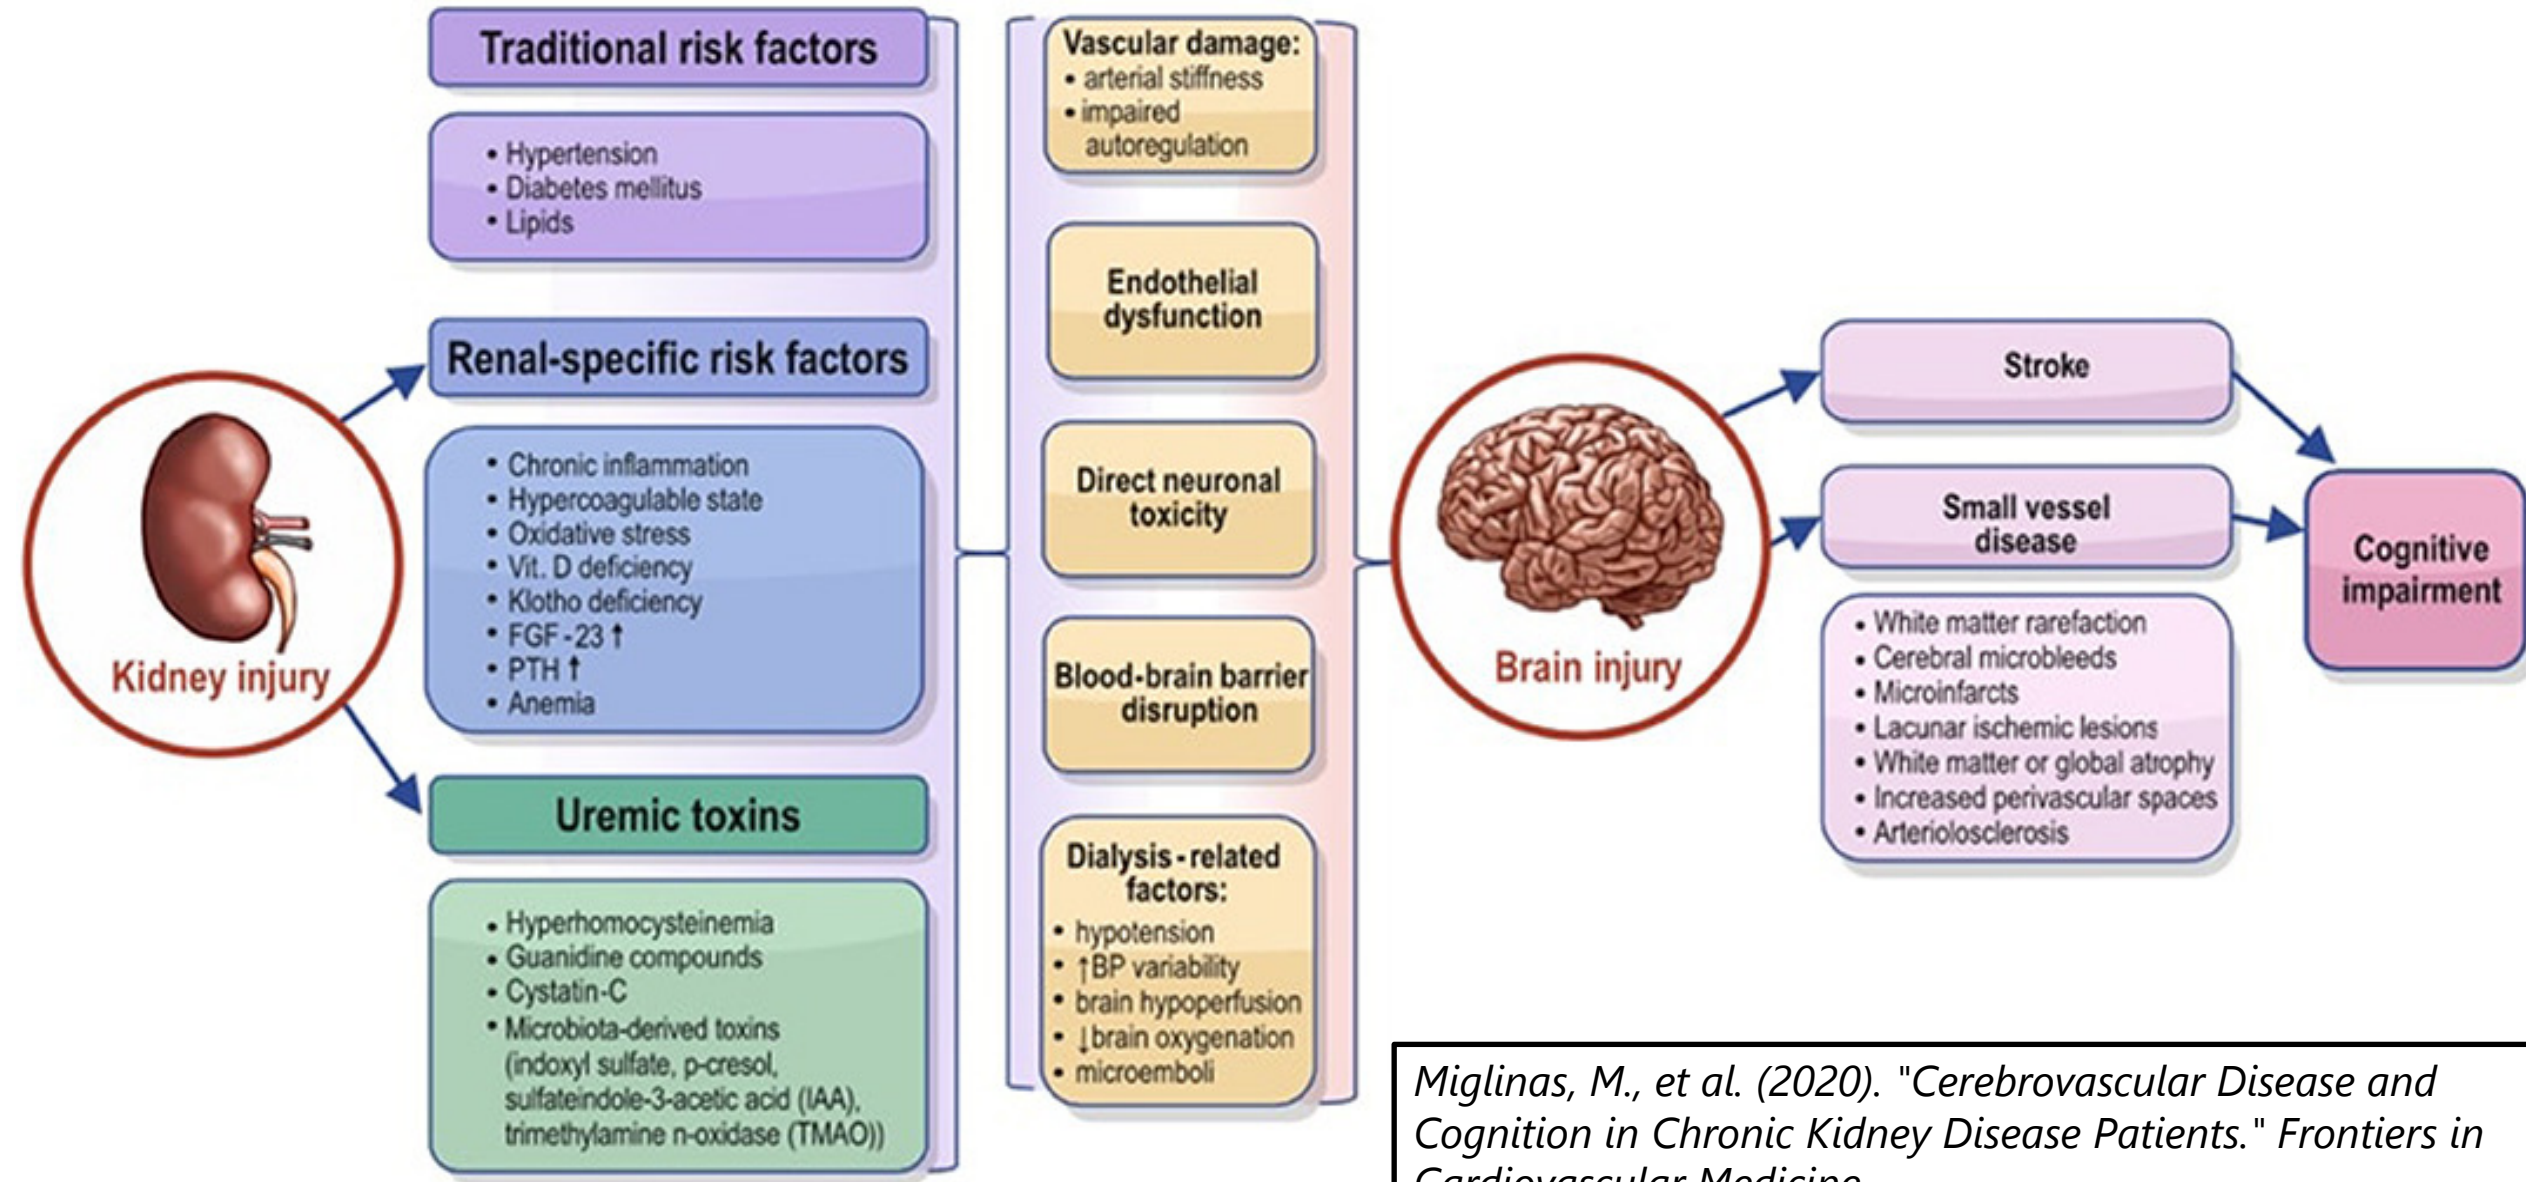 Traditional risk factors
• Hypertension
• Diabetes mellitus
• Lipids
Renal-specific risk factors
• Chronic inflammation
• Hypercoagulable state
• Oxidative stress
• Vit. D deficiency
• Klotho deficiency
• FGF-23 ↑
• PTH ↑
• Anemia
Kidney injury
Uremic toxins
• Hyperhomocysteinemia
• Guanidine compounds
• Cystatin-C
• Microbiota-derived toxins
(indoxyl sulfate, p-cresol,
sulfateindole-3-acetic acid (IAA),
trimethylamine n-oxidase (TMAO))
Vascular damage:
• arterial stiffness
• impaired
autoregulation
Endothelial
dysfunction
Direct neuronal
toxicity
Blood-brain barrier
disruption
Dialysis-related
factors:
• hypotension
• ↑BP variability
• brain hypoperfusion
• ↓brain oxygenation
• microemboli
Brain injury
Stroke
Small vessel
disease
• White matter rarefaction
• Cerebral microbleeds
• Microinfarcts
• Lacunar ischemic lesions
• White matter or global atrophy
• Increased perivascular spaces
• Arteriolosclerosis
Cognitive
impairment
Miglinas, M., et al. (2020). "Cerebrovascular Disease and
Cognition in Chronic Kidney Disease Patients." Frontiers in
Cardiovascular Medicine